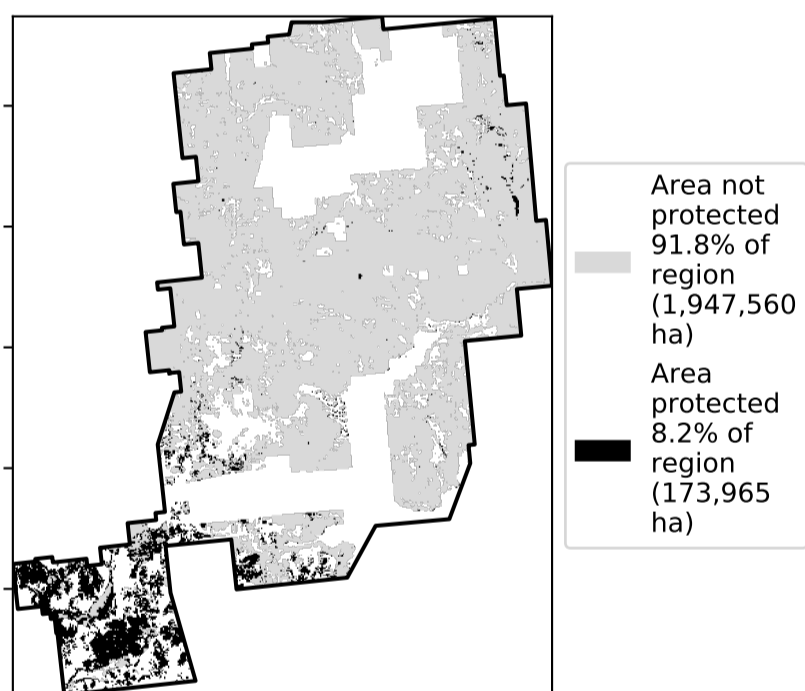 Area not
protected
91.8% of
region
(1,947,560
ha)
Area
protected
8.2% of
region
(173,965
ha)